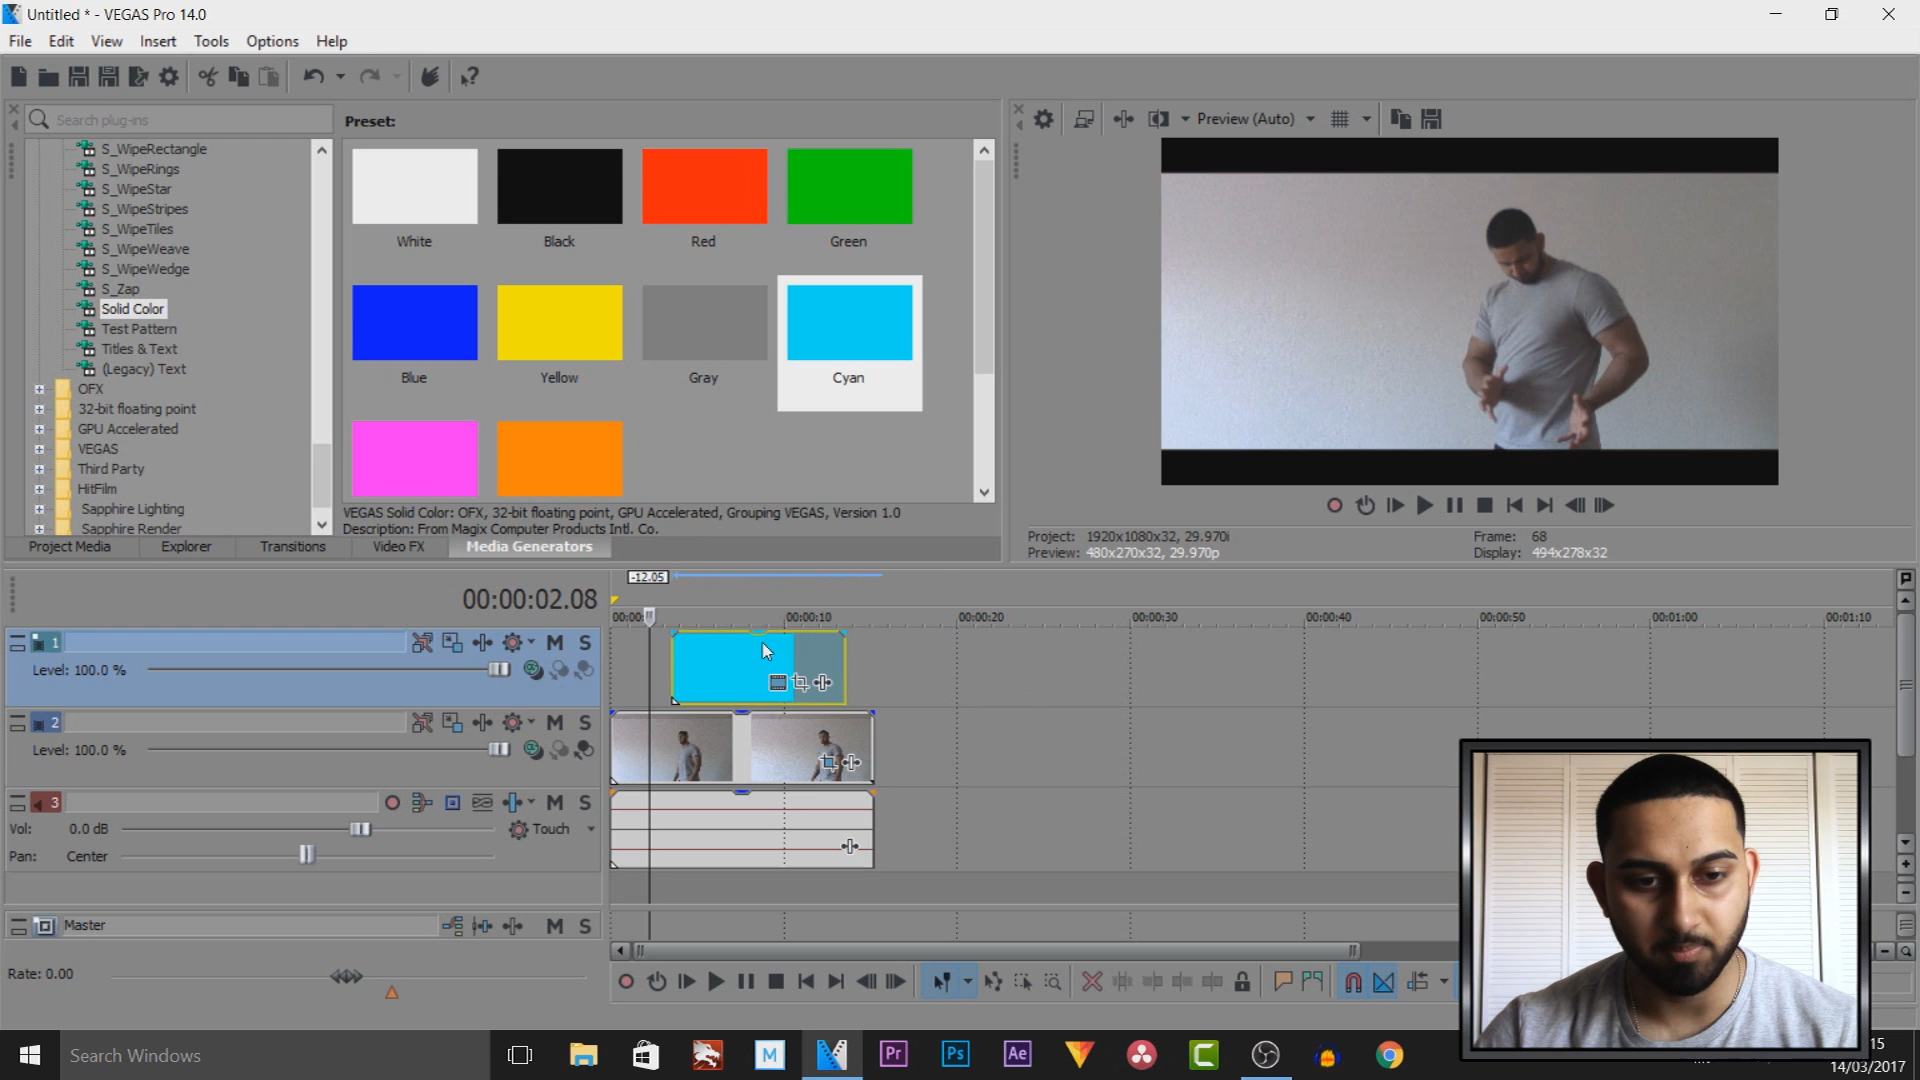 Untitled * - VEGAS Pro 14.0
File Edit View Insert Tools Options Help
Search plug-ins
Preset:
Preview (Auto)
S_WipeRectangle
S_WipeRings
S_WipeStar
S_WipeStripes
S_WipeTiles
S_WipeWeave
S_WipeWedge
S_Zap
Solid Color
Test Pattern
Titles & Text
(Legacy) Text
OFX
32-bit floating point
GPU Accelerated
VEGAS
Third Party
HitFilm
Sapphire Lighting
Sapphire Render
White Black Red Green
Blue Yellow Gray Cyan
VEGAS Solid Color: OFX, 32-bit floating point, GPU Accelerated, Grouping VEGAS, Version 1.0
Description: From Magix Computer Products Intl. Co.
Project Media Explorer Transitions Video FX Media Generators
Project: 1920x1080x32, 29.970i
Preview: 480x270x32, 29.970p
Frame: 68
Display: 494x278x32
-12.05
00:00:02.08
00:00: 00:00:10 00:00:20 00:00:30 00:00:40 00:00:50 00:01:00 00:01:10
1 M S
Level: 100.0 %
2 M S
Level: 100.0 %
3 M S
Vol: 0.0 dB Touch
Pan: Center
Master M S
Rate: 0.00
Search Windows
M Pr Ps Ae C
15
14/03/2017